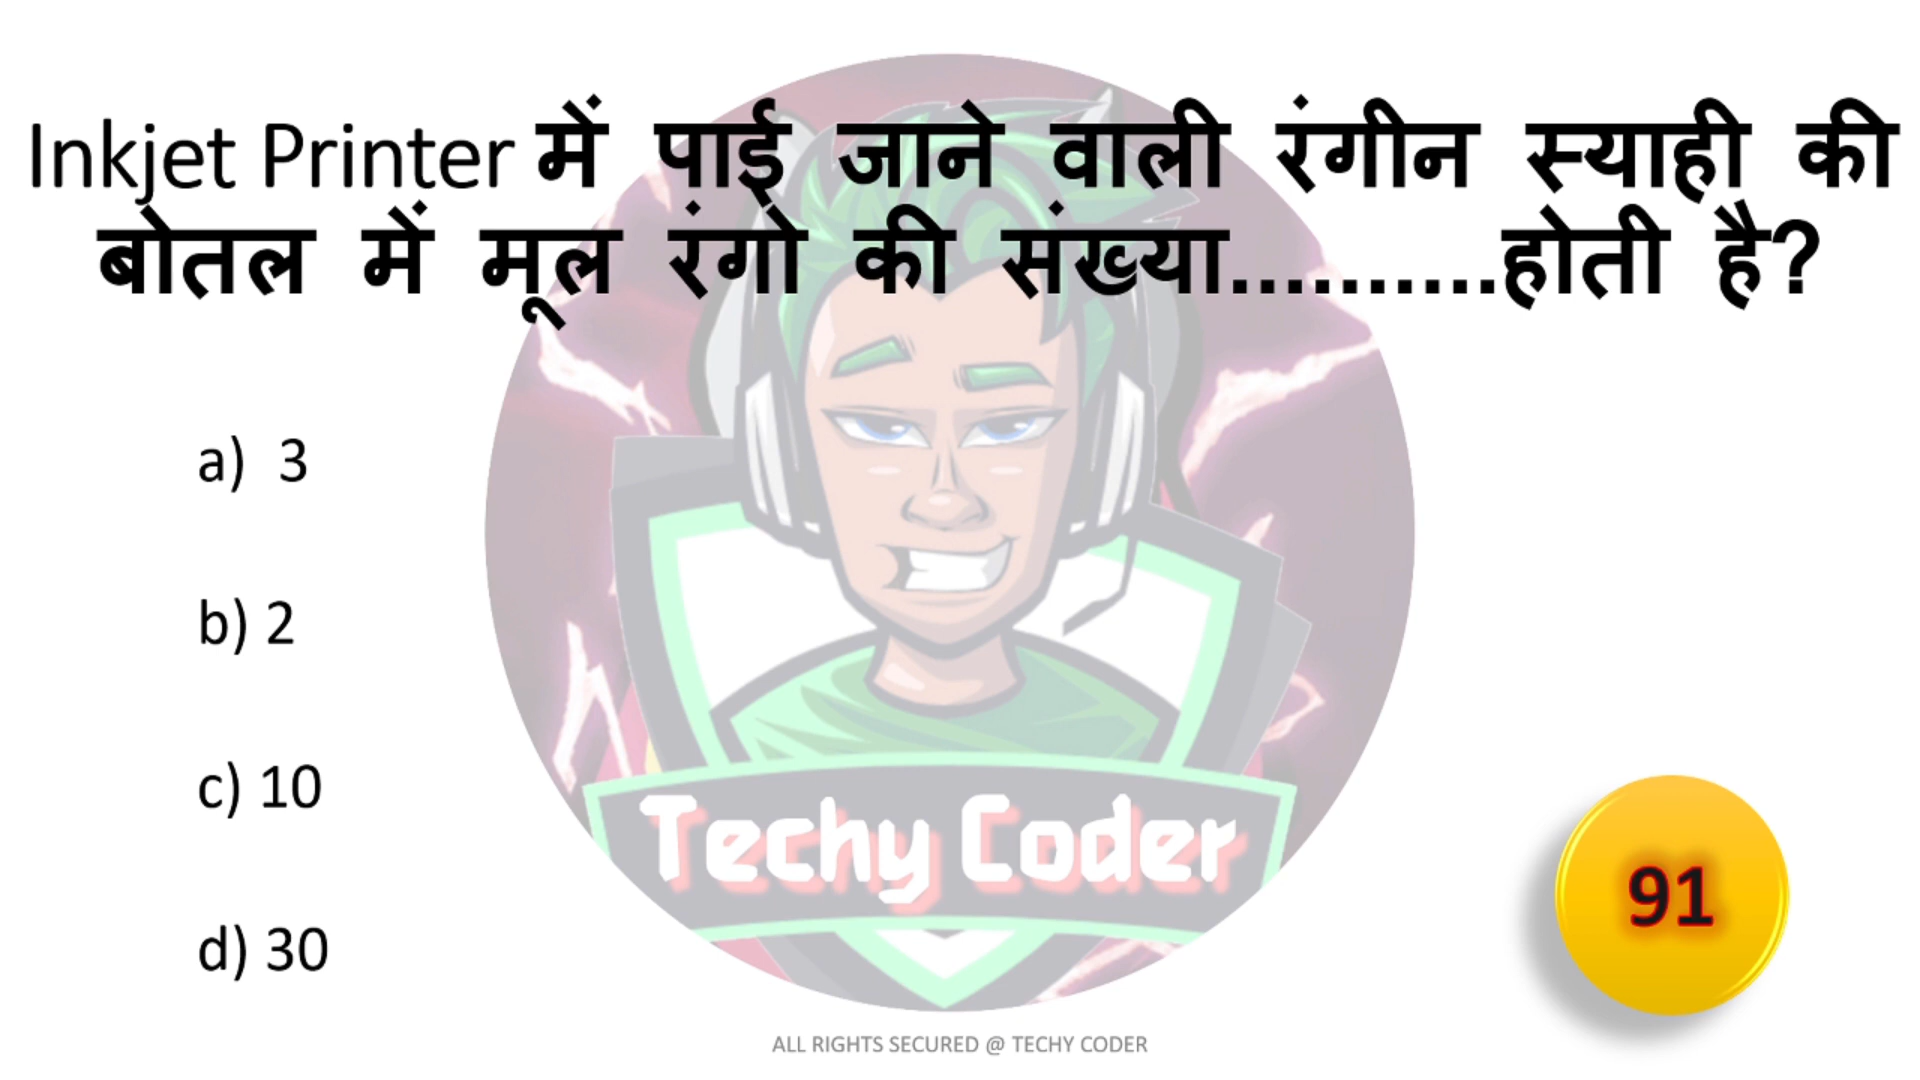 Inkjet Printer में पाई जाने वाली रंगीन स्याही की
बोतल में मूल रंगो की संख्या..........होती है?
a) 3
b) 2
c) 10
d) 30
Techy Coder
91
ALL RIGHTS SECURED @ TECHY CODER